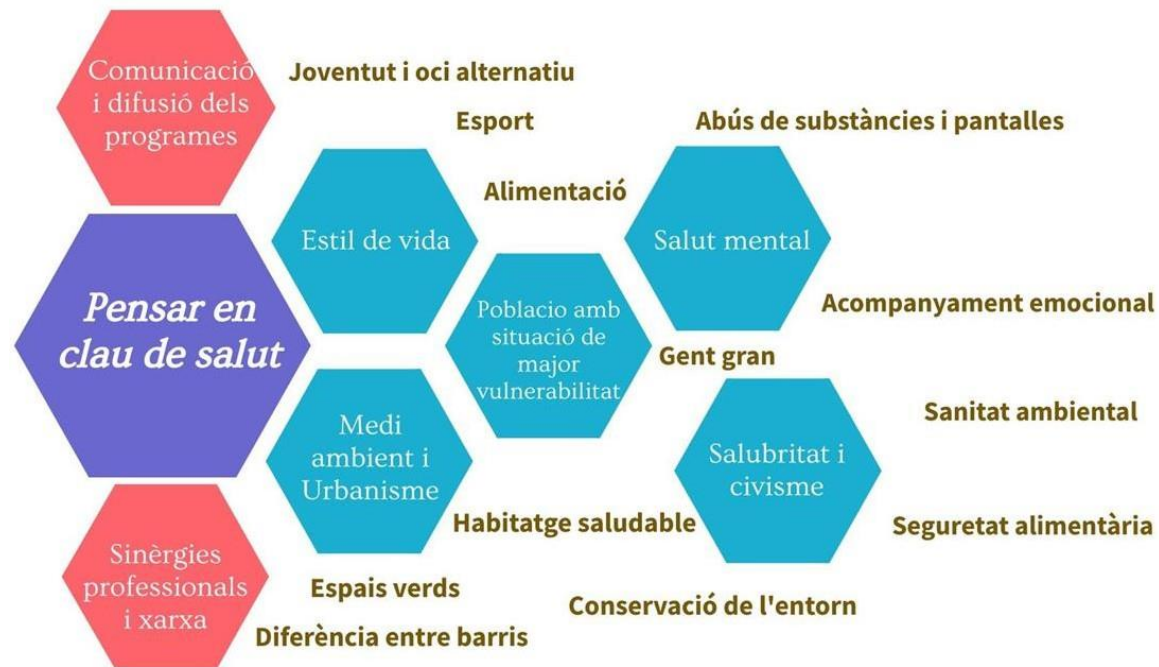 Comunicació
i difusió dels
programes
Joventut i oci alternatiu
Esport
Abús de substàncies i pantalles
Alimentació
Estil de vida
Salut mental
Pensar en
clau de salut
Poblacio amb
situació de
major
vulnerabilitat
Acompanyament emocional
Gent gran
Medi
ambient i
Urbanisme
Sanitat ambiental
Salubritat i
civisme
Habitatge saludable
Seguretat alimentària
Sinèrgies
professionals
i xarxa
Espais verds
Conservació de l'entorn
Diferència entre barris